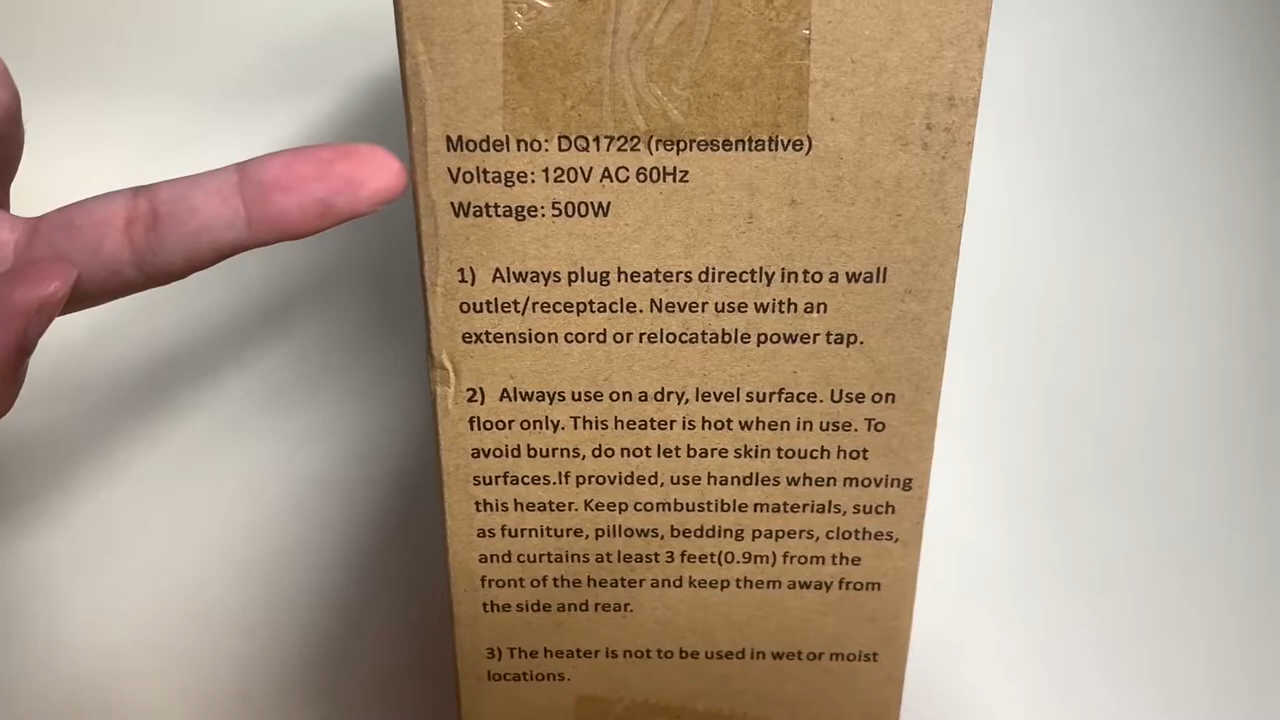 Model no: DQ1722 (representative)
Voltage: 120V AC 60Hz
Wattage: 500W
1) Always plug heaters directly into a wall
outlet/receptacle. Never use with an
extension cord or relocatable power tap.
2) Always use on a dry, level surface. Use on
floor only. This heater is hot when in use. To
avoid burns, do not let bare skin touch hot
surfaces.If provided, use handles when moving
this heater. Keep combustible materials, such
as furniture, pillows, bedding papers, clothes,
and curtains at least 3 feet(0.9m) from the
front of the heater and keep them away from
the side and rear.
3) The heater is not to be used in wet or moist
locations.